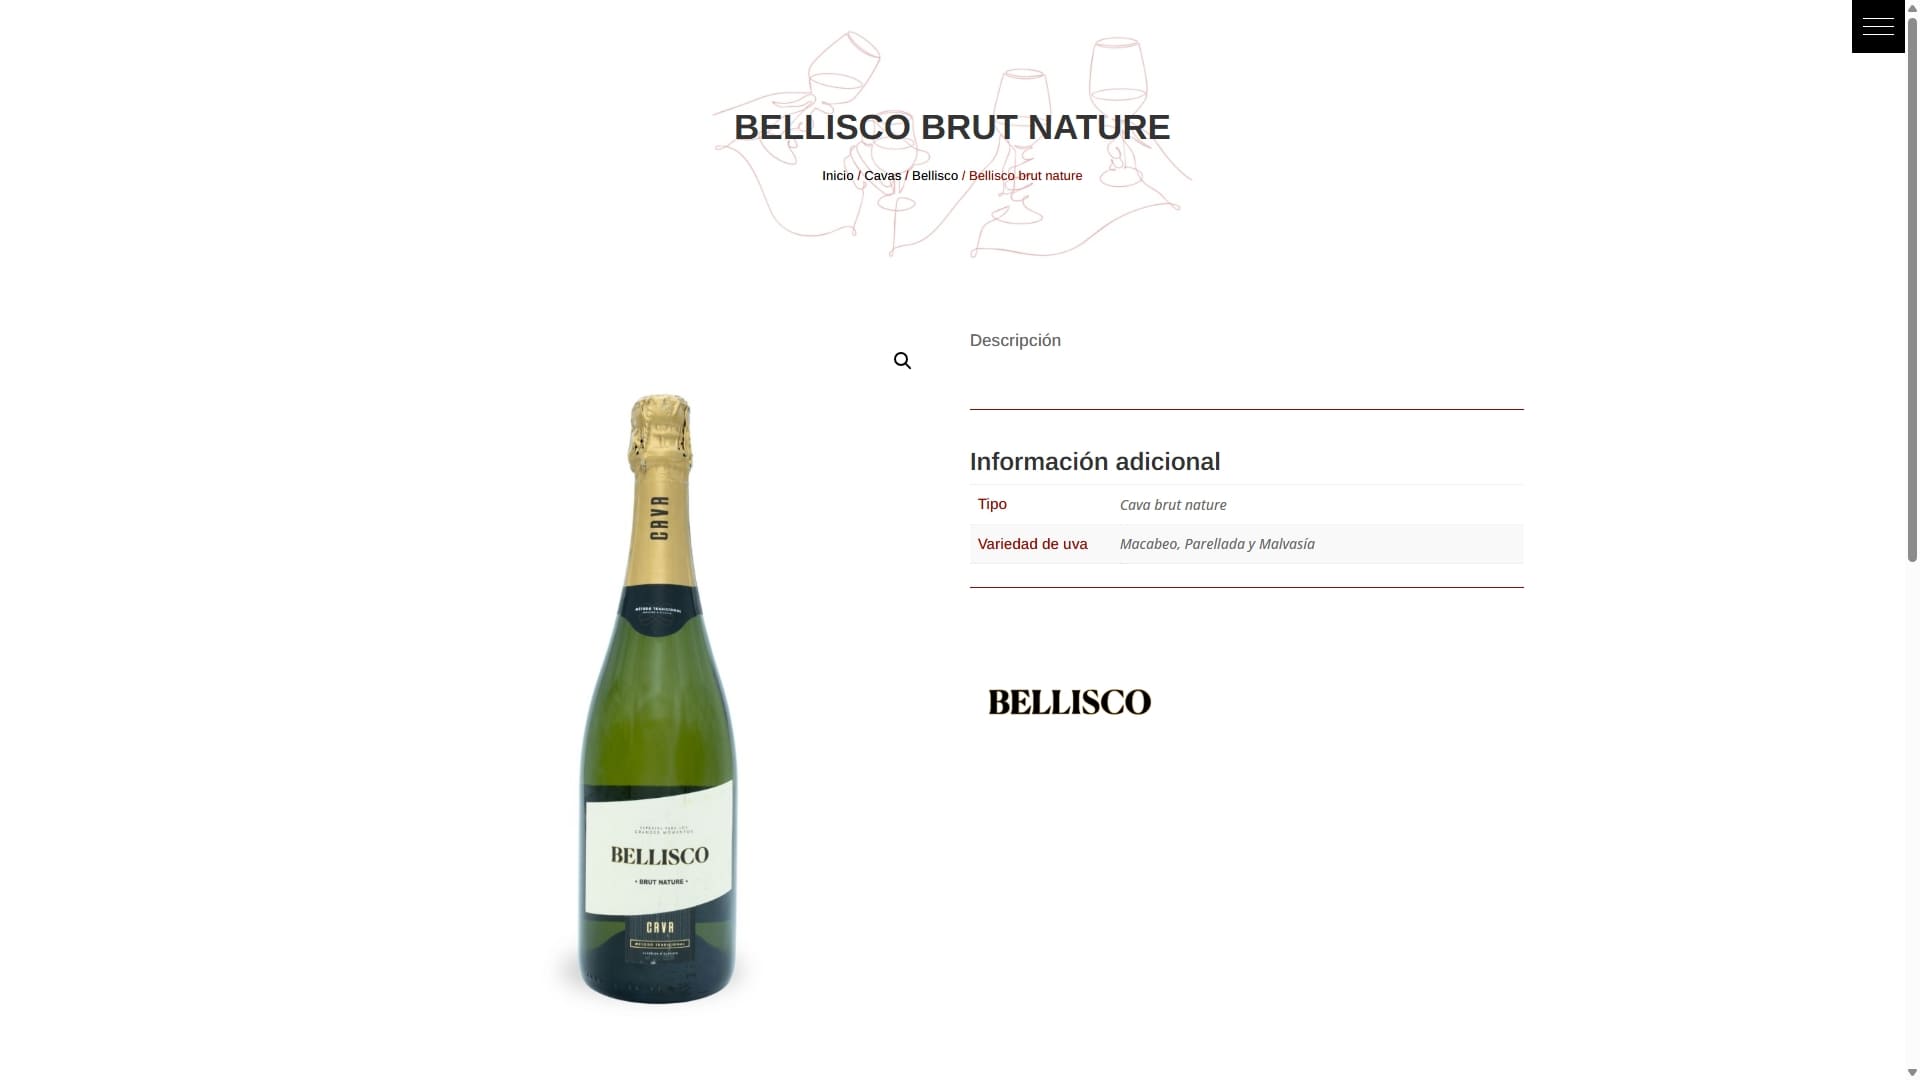 BELLISCO BRUT NATURE
Inicio / Cavas / Bellisco / Bellisco brut nature
Descripción
Información adicional
Tipo Cava brut nature
Variedad de uva Macabeo, Parellada y Malvasía
BELLISCO
CAVA
MÉTODO TRADICIONAL
ESPECIAL PARA LOS
GRANDES MOMENTOS
BELLISCO
• BRUT NATURE •
CAVA
MÉTODO TRADICIONAL